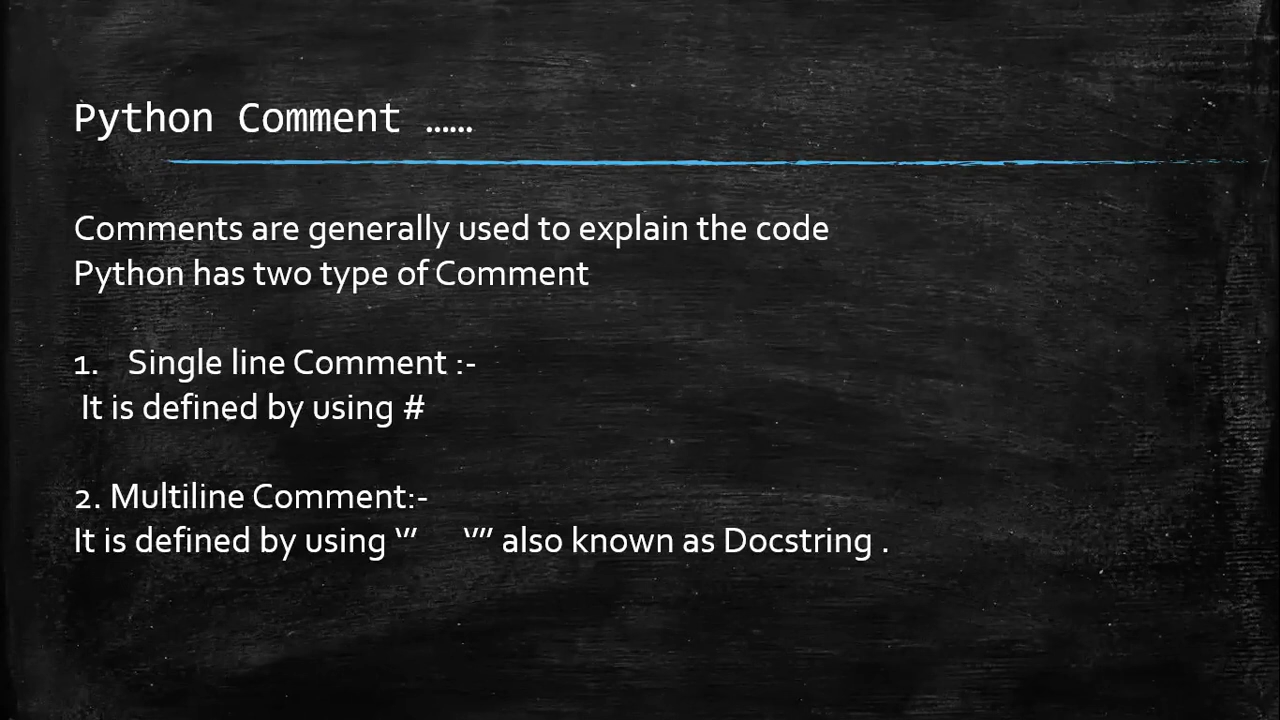 Python Comment ……
Comments are generally used to explain the code
Python has two type of Comment
1. Single line Comment :-
It is defined by using #
2. Multiline Comment:-
It is defined by using ‘’’ ‘’’’ also known as Docstring .